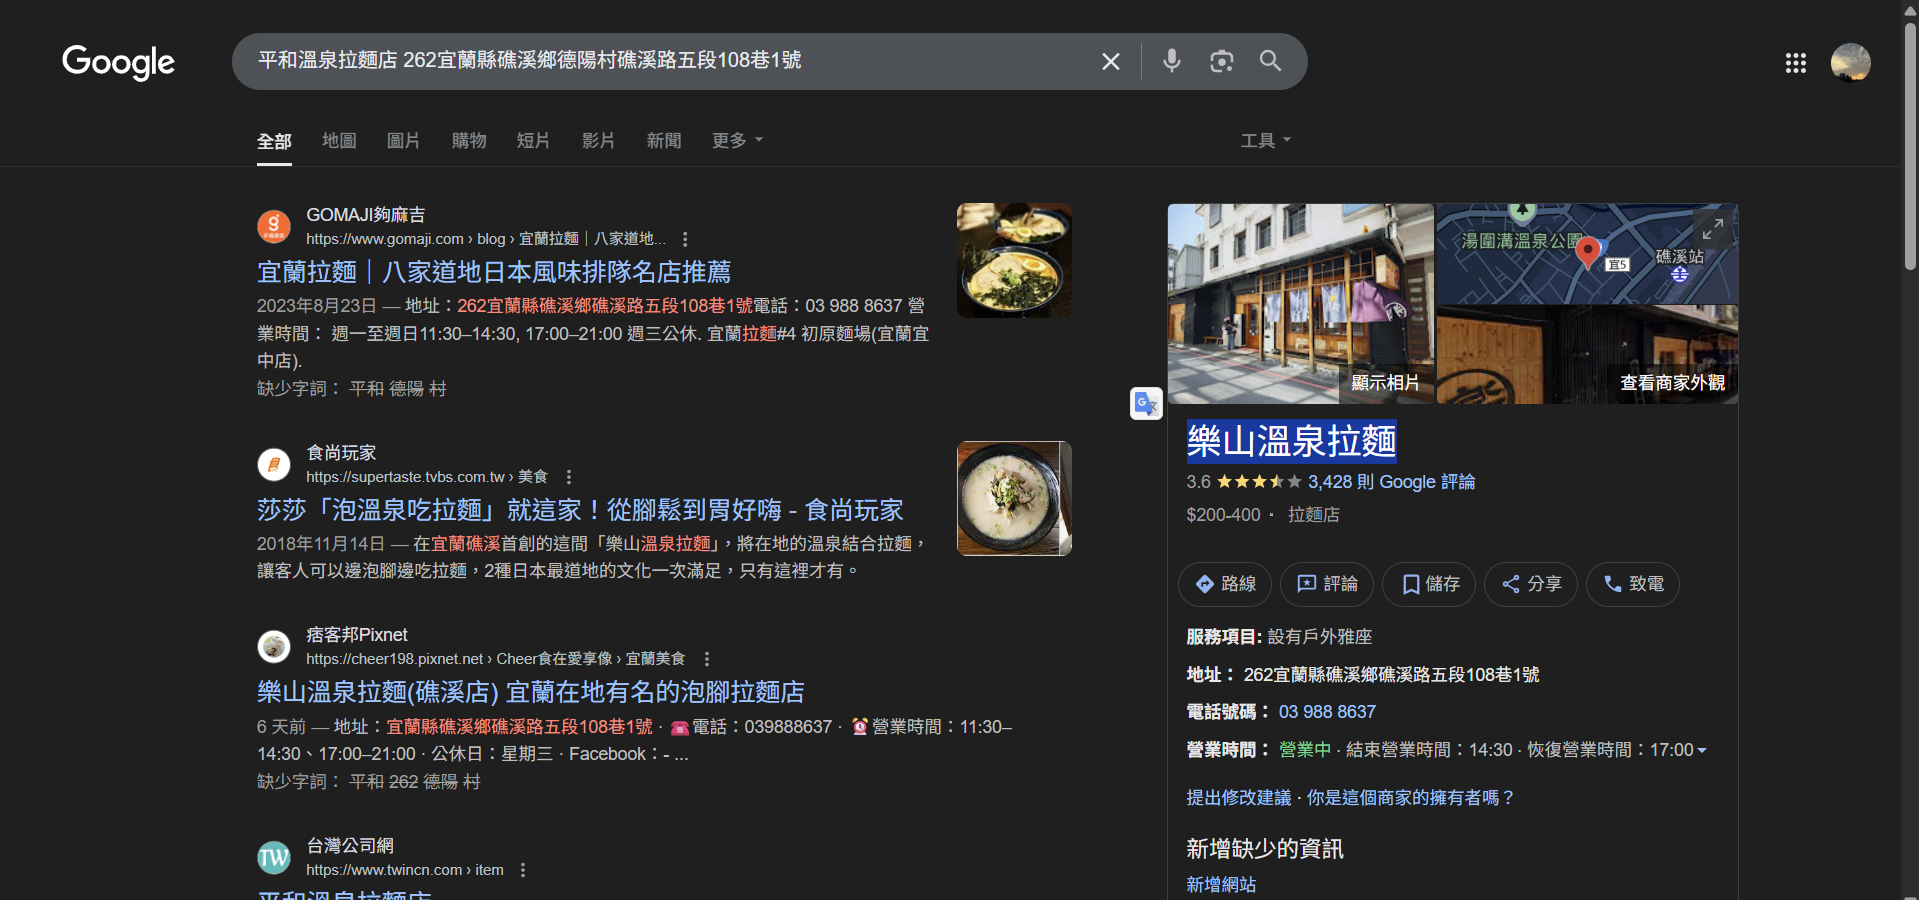 Google
平和溫泉拉麵店 262宜蘭縣礁溪鄉德陽村礁溪路五段108巷1號
全部 地圖 圖片 購物 短片 影片 新聞 更多 工具
GOMAJI夠麻吉
https://www.gomaji.com › blog › 宜蘭拉麵｜八家道地...
宜蘭拉麵｜八家道地日本風味排隊名店推薦
2023年8月23日 — 地址：262宜蘭縣礁溪鄉礁溪路五段108巷1號電話：03 988 8637 營
業時間： 週一至週日11:30–14:30, 17:00–21:00 週三公休. 宜蘭拉麵#4 初原麵場(宜蘭宜
中店).
缺少字詞： 平和 德陽 村
食尚玩家
https://supertaste.tvbs.com.tw › 美食
莎莎「泡溫泉吃拉麵」就這家！從腳鬆到胃好嗨 - 食尚玩家
2018年11月14日 — 在宜蘭礁溪首創的這間「樂山溫泉拉麵」，將在地的溫泉結合拉麵，
讓客人可以邊泡腳邊吃拉麵，2種日本最道地的文化一次滿足，只有這裡才有。
痞客邦Pixnet
https://cheer198.pixnet.net › Cheer食在愛享像 › 宜蘭美食
樂山溫泉拉麵(礁溪店) 宜蘭在地有名的泡腳拉麵店
6 天前 — 地址：宜蘭縣礁溪鄉礁溪路五段108巷1號 · ☎️電話：039888637 · ⏰營業時間：11:30–
14:30、17:00–21:00 · 公休日：星期三 · Facebook：- ...
缺少字詞： 平和 262 德陽 村
TW
台灣公司網
https://www.twincn.com › item
平和溫泉拉麵店
湯圍溝溫泉公園
宜5
礁溪站
顯示相片
查看商家外觀
樂山溫泉拉麵
3.6 3,428 則 Google 評論
$200-400 · 拉麵店
路線 評論 儲存 分享 致電
服務項目: 設有戶外雅座
地址： 262宜蘭縣礁溪鄉礁溪路五段108巷1號
電話號碼： 03 988 8637
營業時間： 營業中 · 結束營業時間：14:30 · 恢復營業時間：17:00
提出修改建議 · 你是這個商家的擁有者嗎？
新增缺少的資訊
新增網站